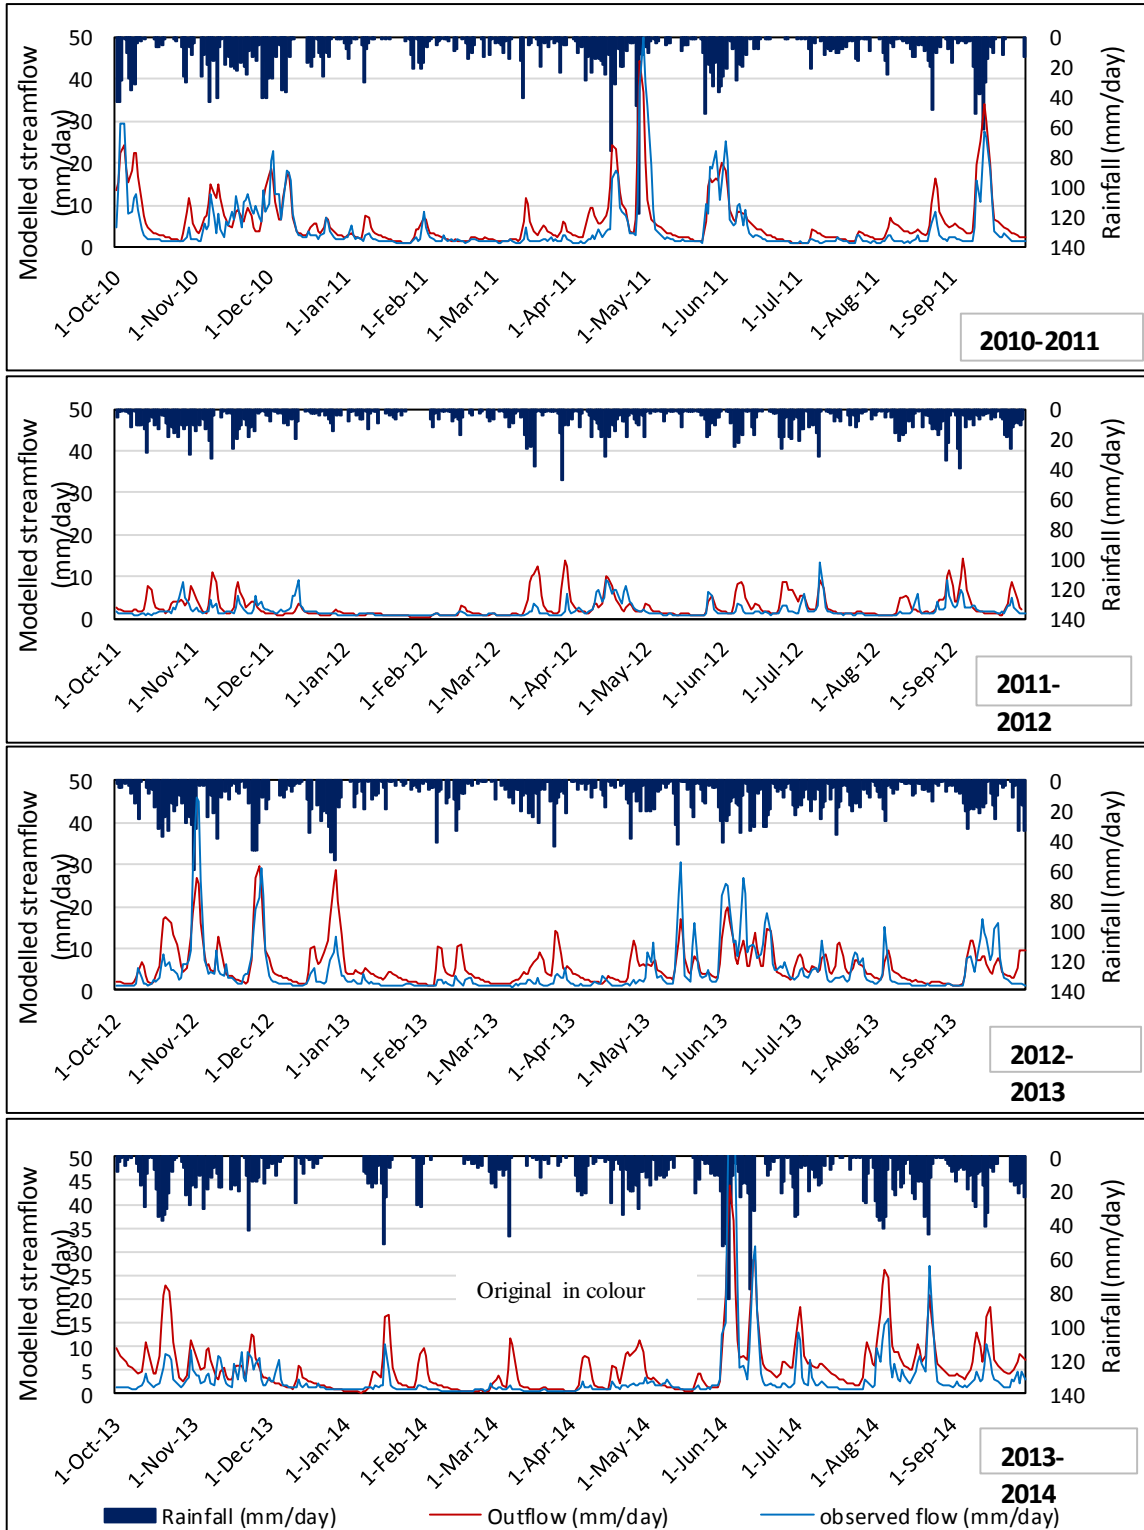 Modelled streamflow
(mm/day)
50
40
30
20
10
0
0
20
40
60
80
100
120
140
Rainfall (mm/day)
1-Oct-10
1-Nov-10
1-Dec-10
1-Jan-11
1-Feb-11
1-Mar-11
1-Apr-11
1-May-11
1-Jun-11
1-Jul-11
1-Aug-11
1-Sep-11
2010-2011
Modelled streamflow
(mm/day)
50
40
30
20
10
0
0
20
40
60
80
100
120
140
Rainfall (mm/day)
1-Oct-11
1-Nov-11
1-Dec-11
1-Jan-12
1-Feb-12
1-Mar-12
1-Apr-12
1-May-12
1-Jun-12
1-Jul-12
1-Aug-12
1-Sep-12
2011-
2012
Modelled streamflow
(mm/day)
50
40
30
20
10
0
0
20
40
60
80
100
120
140
Rainfall (mm/day)
1-Oct-12
1-Nov-12
1-Dec-12
1-Jan-13
1-Feb-13
1-Mar-13
1-Apr-13
1-May-13
1-Jun-13
1-Jul-13
1-Aug-13
1-Sep-13
2012-
2013
Modelled streamflow
(mm/day)
50
45
40
35
30
25
20
15
10
5
0
0
20
40
60
80
100
120
140
Rainfall (mm/day)
Original in colour
1-Oct-13
1-Nov-13
1-Dec-13
1-Jan-14
1-Feb-14
1-Mar-14
1-Apr-14
1-May-14
1-Jun-14
1-Jul-14
1-Aug-14
1-Sep-14
2013-
2014
Rainfall (mm/day)
Outflow (mm/day)
observed flow (mm/day)